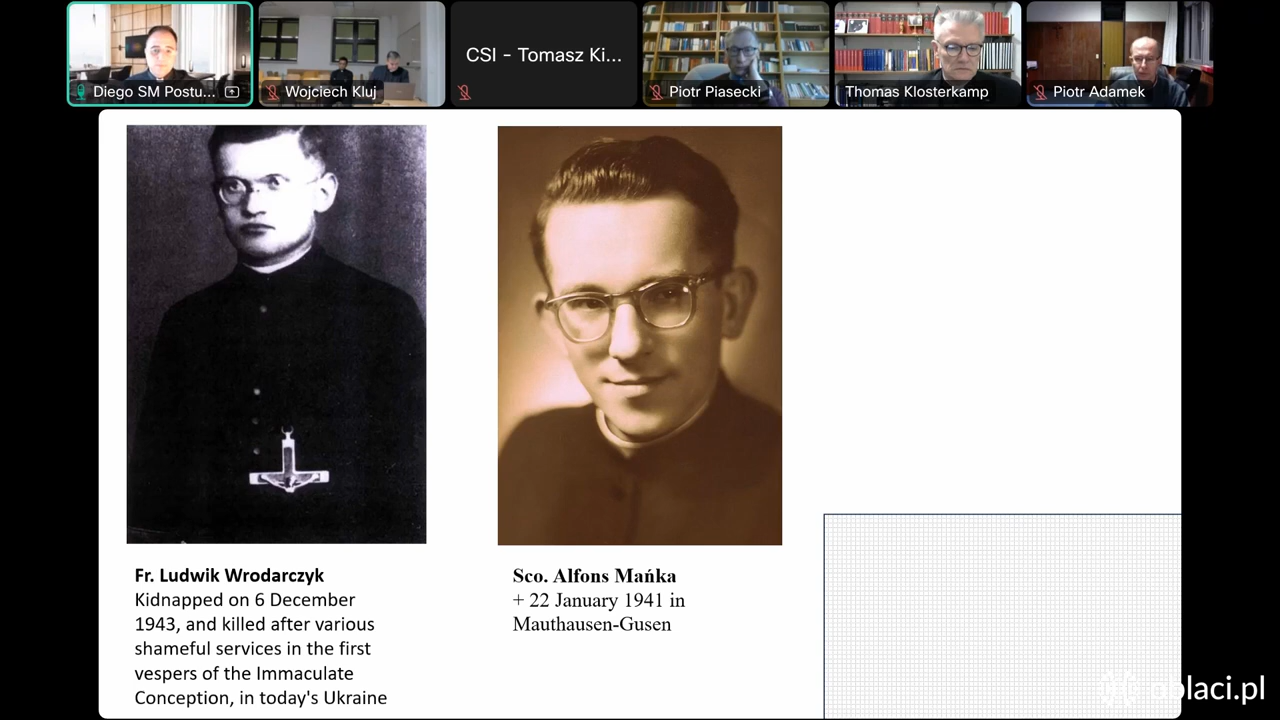 Diego SM Postu...
Wojciech Kluj
CSI - Tomasz Ki...
Piotr Piasecki
Thomas Klosterkamp
Piotr Adamek
Fr. Ludwik Wrodarczyk
Kidnapped on 6 December
1943, and killed after various
shameful services in the first
vespers of the Immaculate
Conception, in today's Ukraine
Sco. Alfons Mańka
+ 22 January 1941 in
Mauthausen-Gusen
oblaci.pl